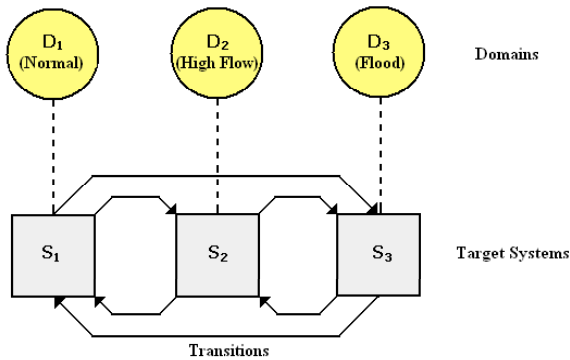 D₁
(Normal)
D₂
(High Flow)
D₃
(Flood)
Domains
S₁
S₂
S₃
Target Systems
Transitions